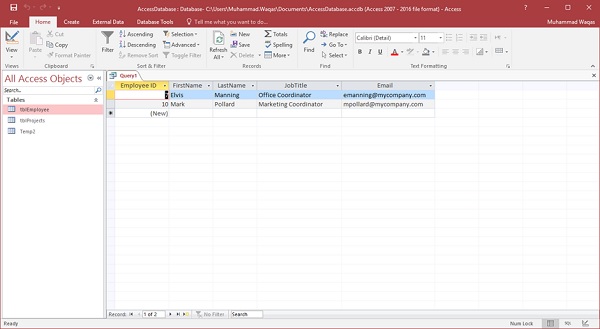 AccessDatabase : Database- C:\Users\Muhammad.Waqas\Documents\AccessDatabase.accdb (Access 2007 - 2016 file format) - Access
File Home Create External Data Database Tools Tell me what you want to do... Muhammad Waqas
View
Views
Paste
Cut
Copy
Format Painter
Clipboard
Filter
Ascending
Descending
Remove Sort
Selection
Advanced
Toggle Filter
Sort & Filter
Refresh All
New
Save
Delete
Totals
Spelling
More
Records
Find
Replace
Go To
Select
Find
Calibri (Detail) 11
B I U A
Text Formatting
All Access Objects
Search...
Tables
tblEmployee
tblProjects
Temp2
Query1
Employee ID FirstName LastName JobTitle Email
Elvis Manning Office Coordinator emanning@mycompany.com
10 Mark Pollard Marketing Coordinator mpollard@mycompany.com
(New)
Record: 1 of 2 No Filter Search
Ready Num Lock SQL